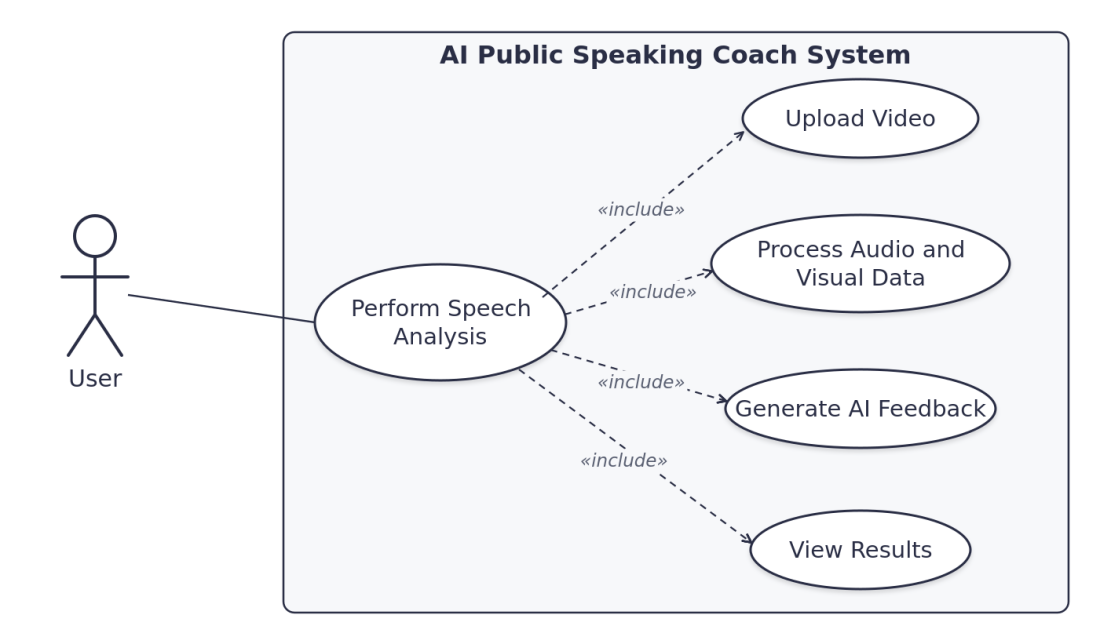 AI Public Speaking Coach System
Upload Video
«include»
Process Audio and
Visual Data
«include»
Perform Speech
Analysis
User
«include»
Generate AI Feedback
«include»
View Results